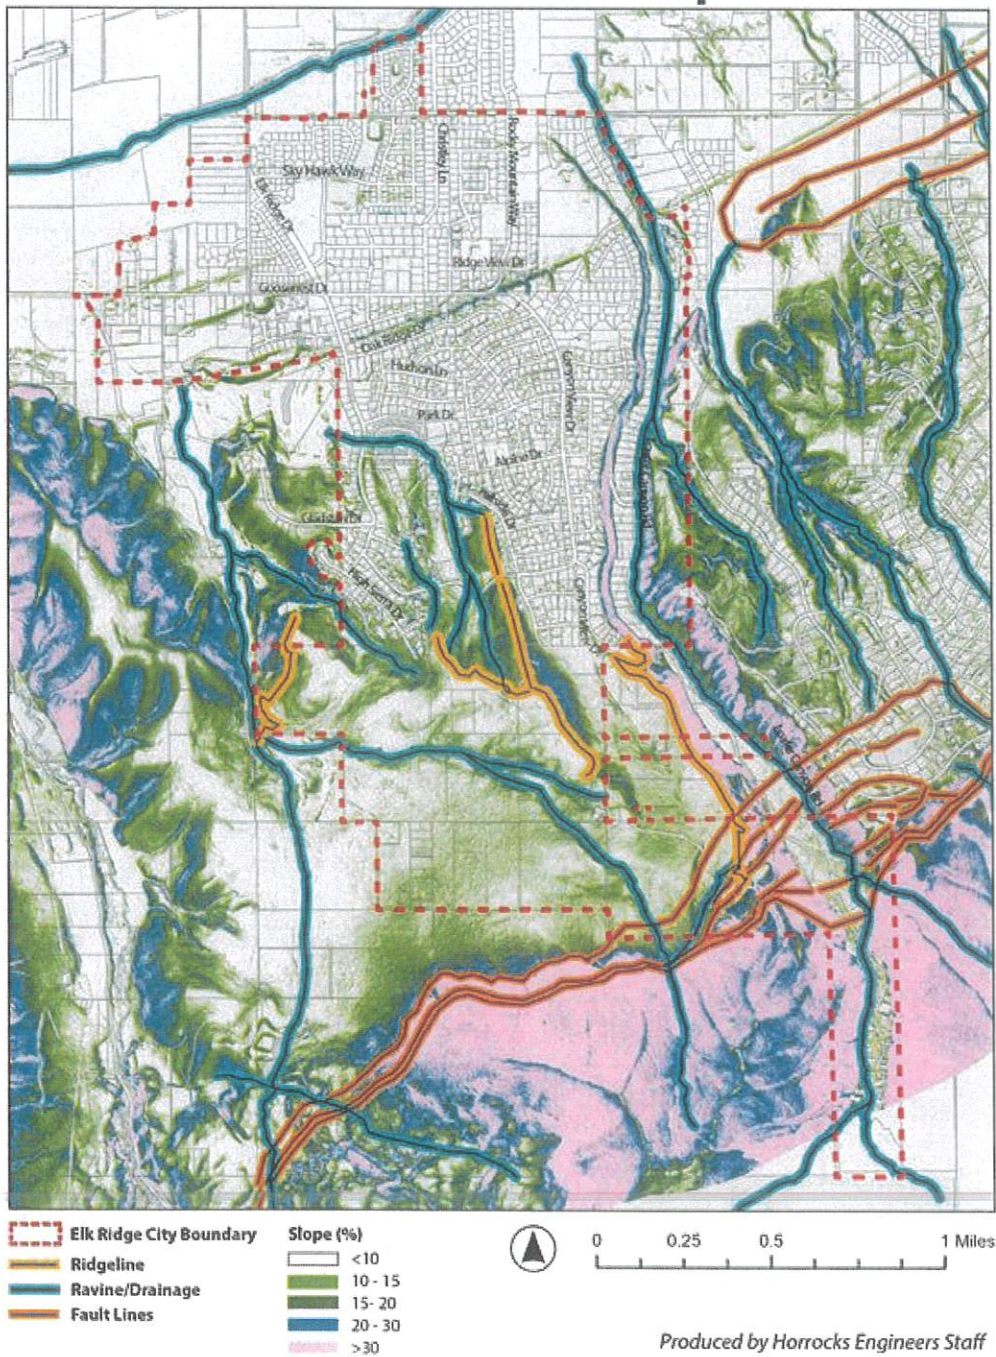 Sky Hawk Way
Elk Ridge Dr
Christley Ln
Rocky Mountain Way
Ridge View Dr
Goosenest Dr
Oak Ridge Dr
Hudson Ln
Park Dr
Canyon View Dr
Alpine Dr
Gladstan Dr
High Sierra Dr
Elk Ridge City Boundary
Ridgeline
Ravine/Drainage
Fault Lines
Slope (%)
<10
10 - 15
15- 20
20 - 30
>30
0 0.25 0.5 1 Miles
Produced by Horrocks Engineers Staff